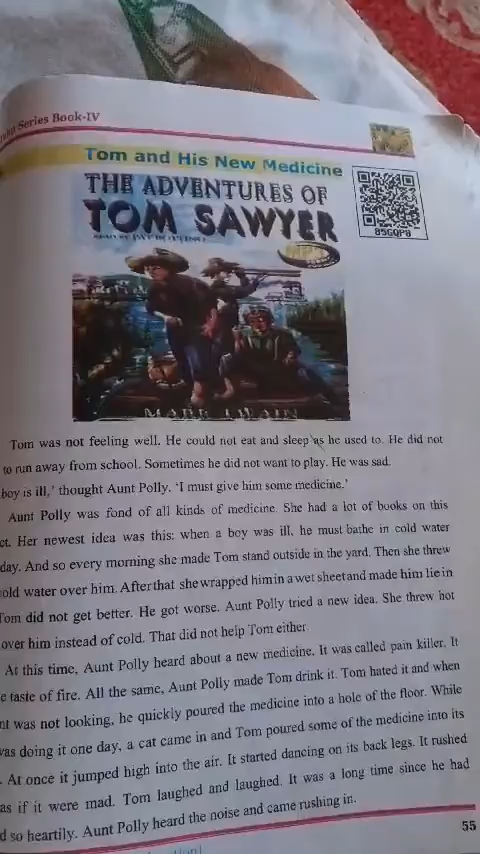 Series Book-IV
Tom and His New Medicine
THE ADVENTURES OF
TOM SAWYER
89GQP8
MARK TWAIN
Tom was not feeling well. He could not eat and sleep as he used to. He did not
to run away from school. Sometimes he did not want to play. He was sad.
boy is ill,' thought Aunt Polly. 'I must give him some medicine.'
Aunt Polly was fond of all kinds of medicine. She had a lot of books on this
ct. Her newest idea was this: when a boy was ill, he must bathe in cold water
day. And so every morning she made Tom stand outside in the yard. Then she threw
old water over him. After that she wrapped him in a wet sheet and made him lie in
Tom did not get better. He got worse. Aunt Polly tried a new idea. She threw hot
over him instead of cold. That did not help Tom either
At this time, Aunt Polly heard about a new medicine. It was called pain killer. It
e taste of fire. All the same, Aunt Polly made Tom drink it. Tom hated it and when
nt was not looking, he quickly poured the medicine into a hole of the floor. While
was doing it one day, a cat came in and Tom poured some of the medicine into its
. At once it jumped high into the air. It started dancing on its back legs. It rushed
as if it were mad. Tom laughed and laughed. It was a long time since he had
d so heartily. Aunt Polly heard the noise and came rushing in.
55